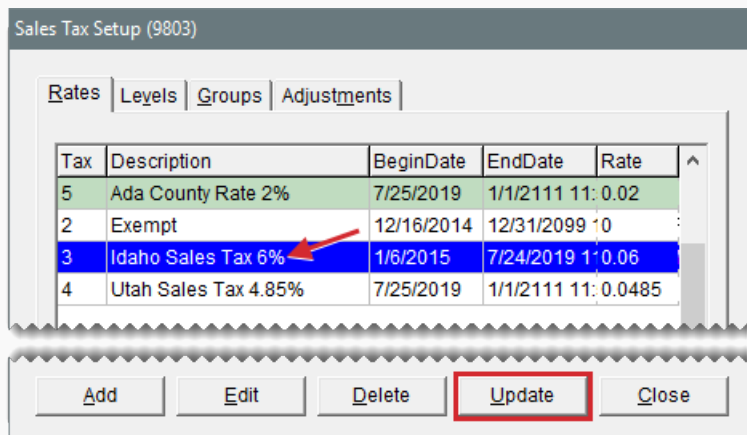 Sales Tax Setup (9803)
Rates Levels Groups Adjustments
Tax Description BeginDate EndDate Rate
5 Ada County Rate 2% 7/25/2019 1/1/2111 11: 0.02
2 Exempt 12/16/2014 12/31/2099 0
3 Idaho Sales Tax 6% 1/6/2015 7/24/2019 1 0.06
4 Utah Sales Tax 4.85% 7/25/2019 1/1/2111 11: 0.0485
Add Edit Delete Update Close